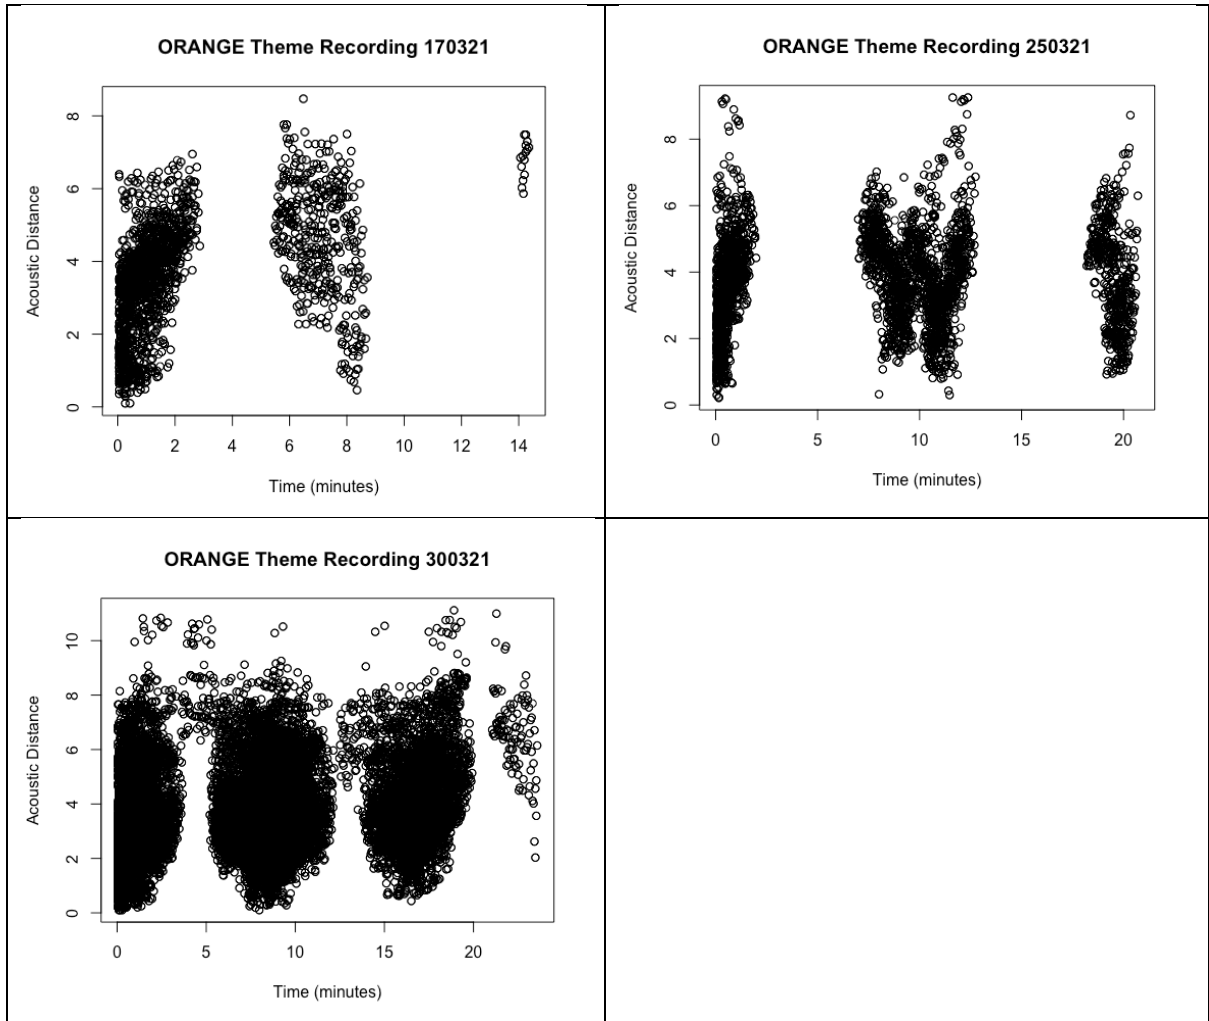 ORANGE Theme Recording 170321
Acoustic Distance
8
6
4
2
0
0 2 4 6 8 10 12 14
Time (minutes)
ORANGE Theme Recording 250321
Acoustic Distance
8
6
4
2
0
0 5 10 15 20
Time (minutes)
ORANGE Theme Recording 300321
Acoustic Distance
10
8
6
4
2
0
0 5 10 15 20
Time (minutes)